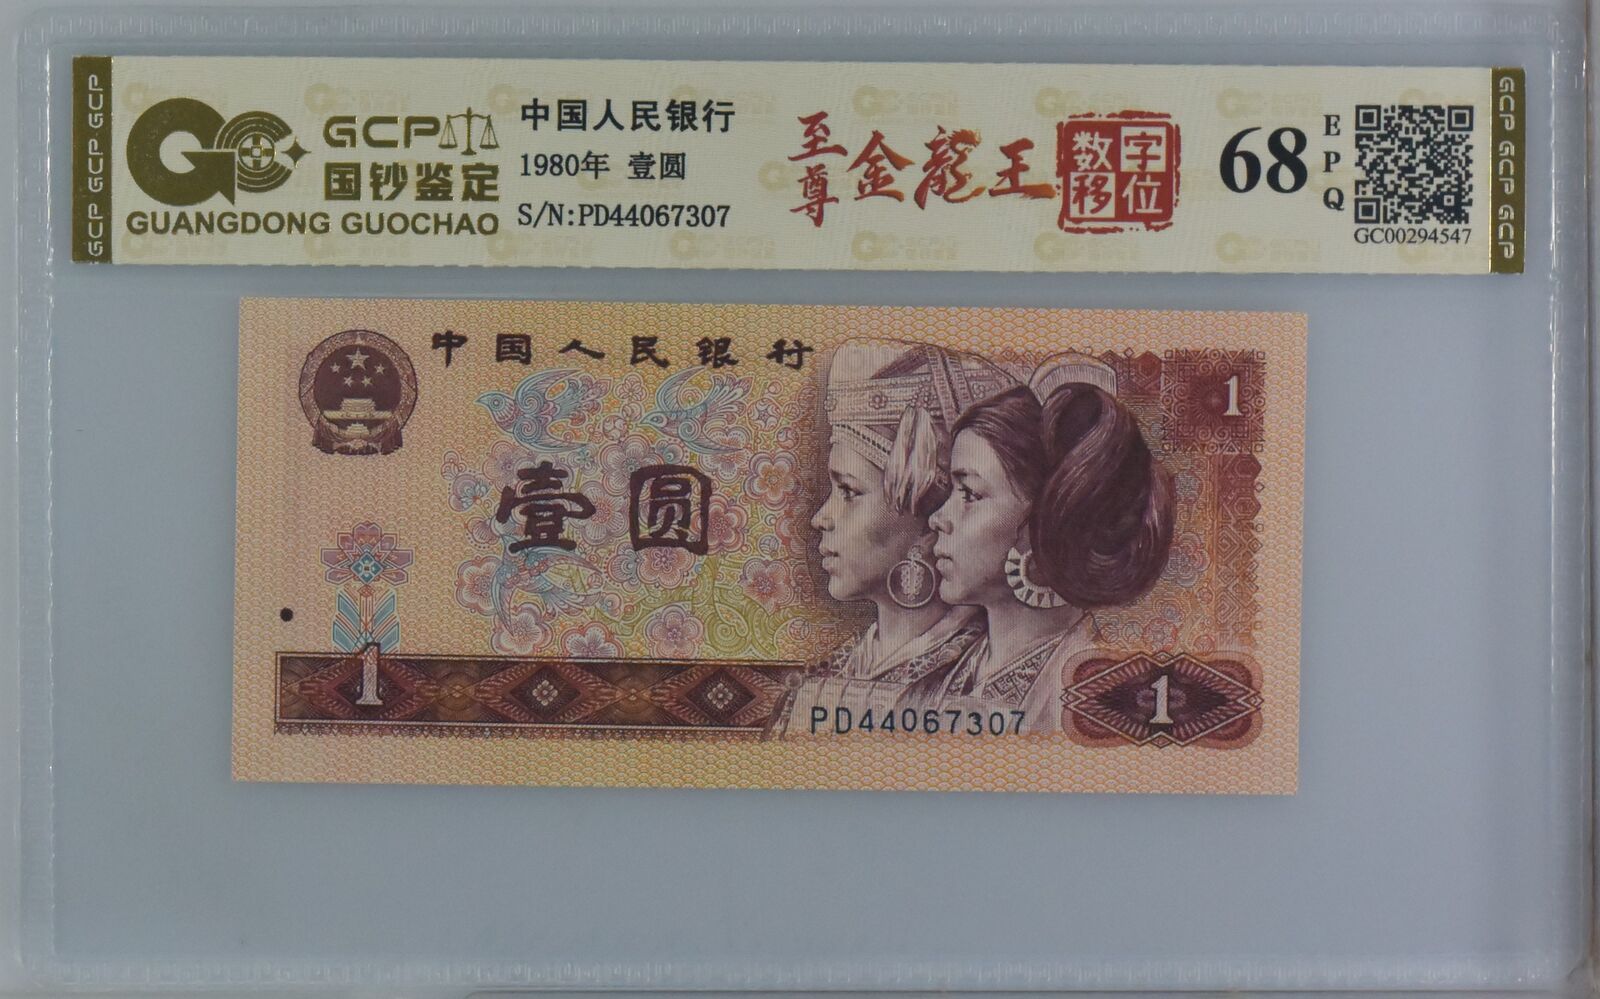 GCP·GCP·GCP
GCP
国钞鉴定
GUANGDONG GUOCHAO
中国人民银行
1980年 壹圆
S/N:PD44067307
至尊
金龍王
数字
移位
68
EPQ
GC00294547
GCP GCP GCP
中国人民银行
1
壹圆
1
PD44067307
1